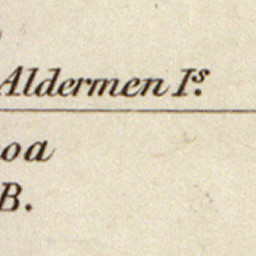 Aldermen Is.
oa
B.